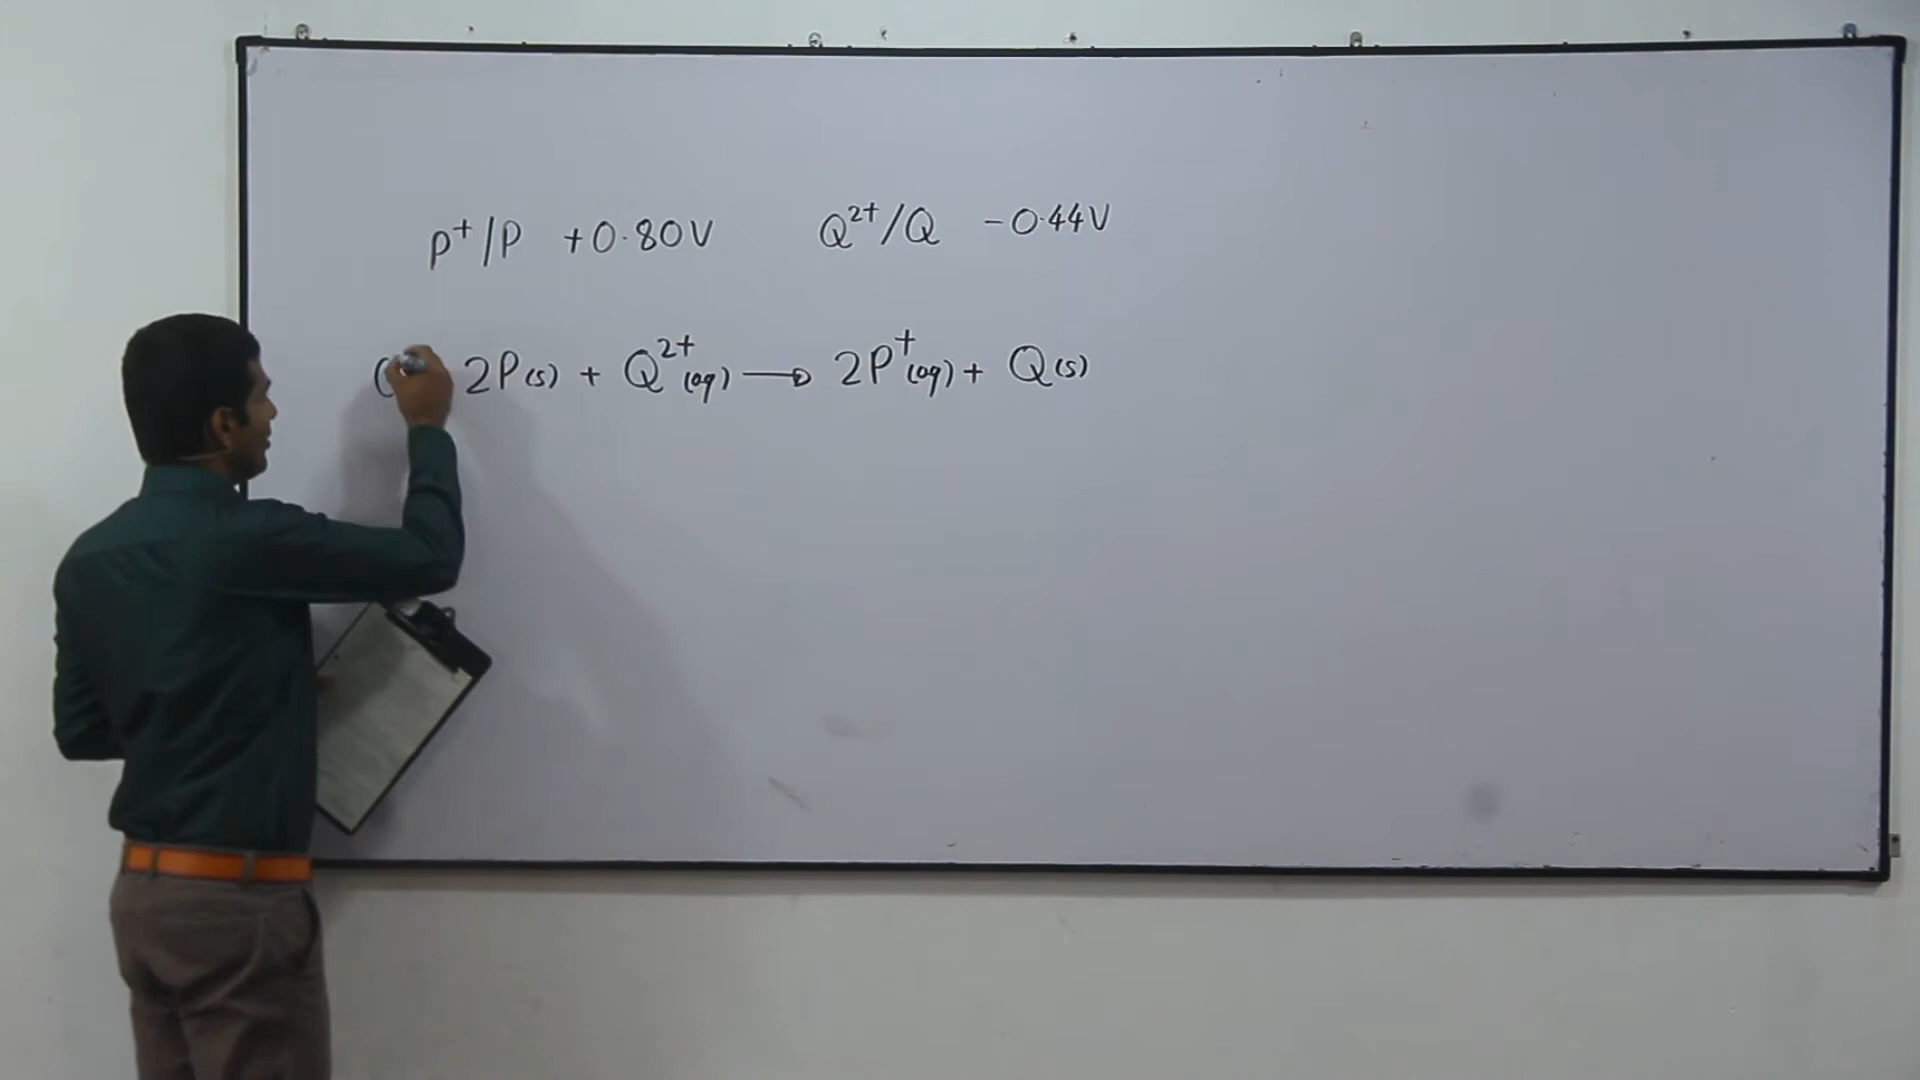 P⁺/P +0.80V Q²⁺/Q -0.44V
2P(s) + Q²⁺(aq) → 2P⁺(aq) + Q(s)